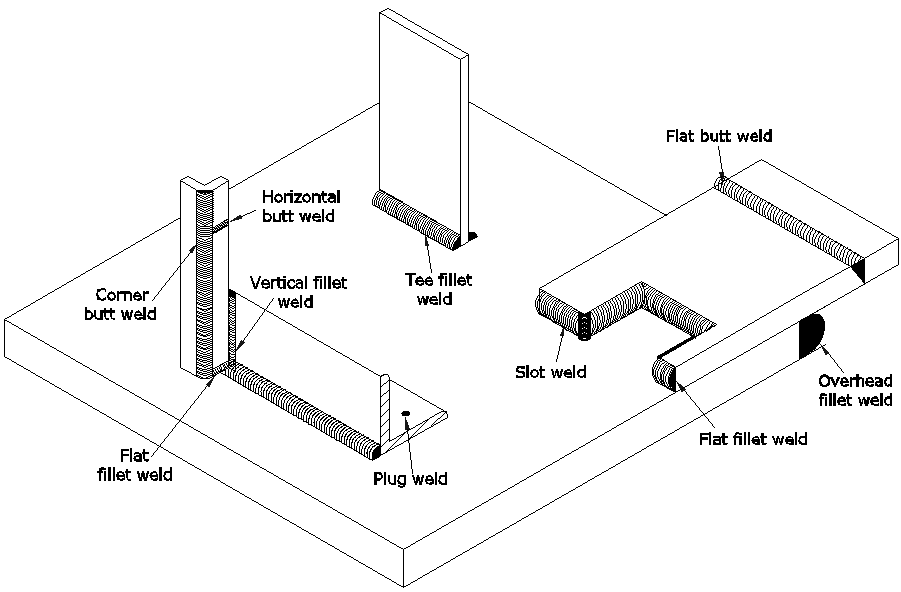 Flat butt weld
Horizontal
butt weld
Tee fillet
weld
Vertical fillet
weld
Corner
butt weld
Slot weld
Overhead
fillet weld
Flat fillet weld
Flat
fillet weld
Plug weld